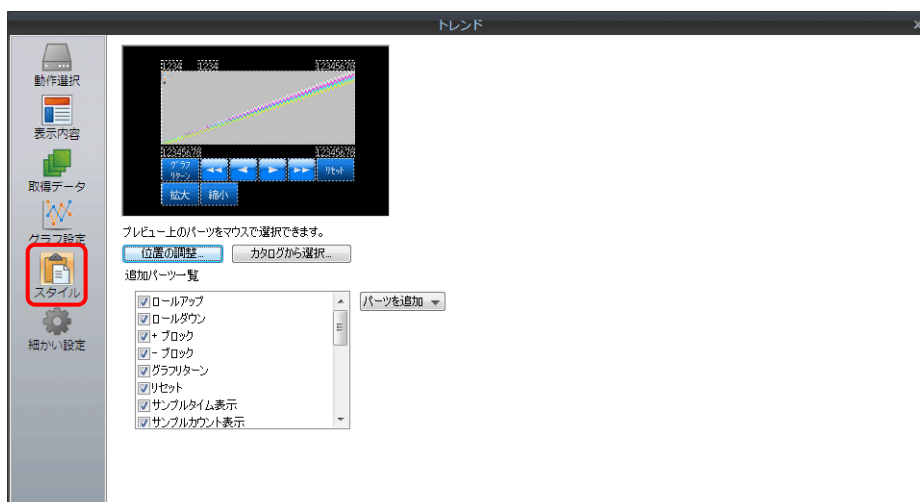 トレンド
動作選択
表示内容
取得データ
グラフ設定
スタイル
細かい設定
1234 1234 12345678
12345678 12345678
グラフ
リターン
リセット
拡大 縮小
プレビュー上のパーツをマウスで選択できます。
位置の調整... カタログから選択...
追加パーツ一覧
ロールアップ
パーツを追加
ロールダウン
+ ブロック
- ブロック
グラフリターン
リセット
サンプルタイム表示
サンプルカウント表示